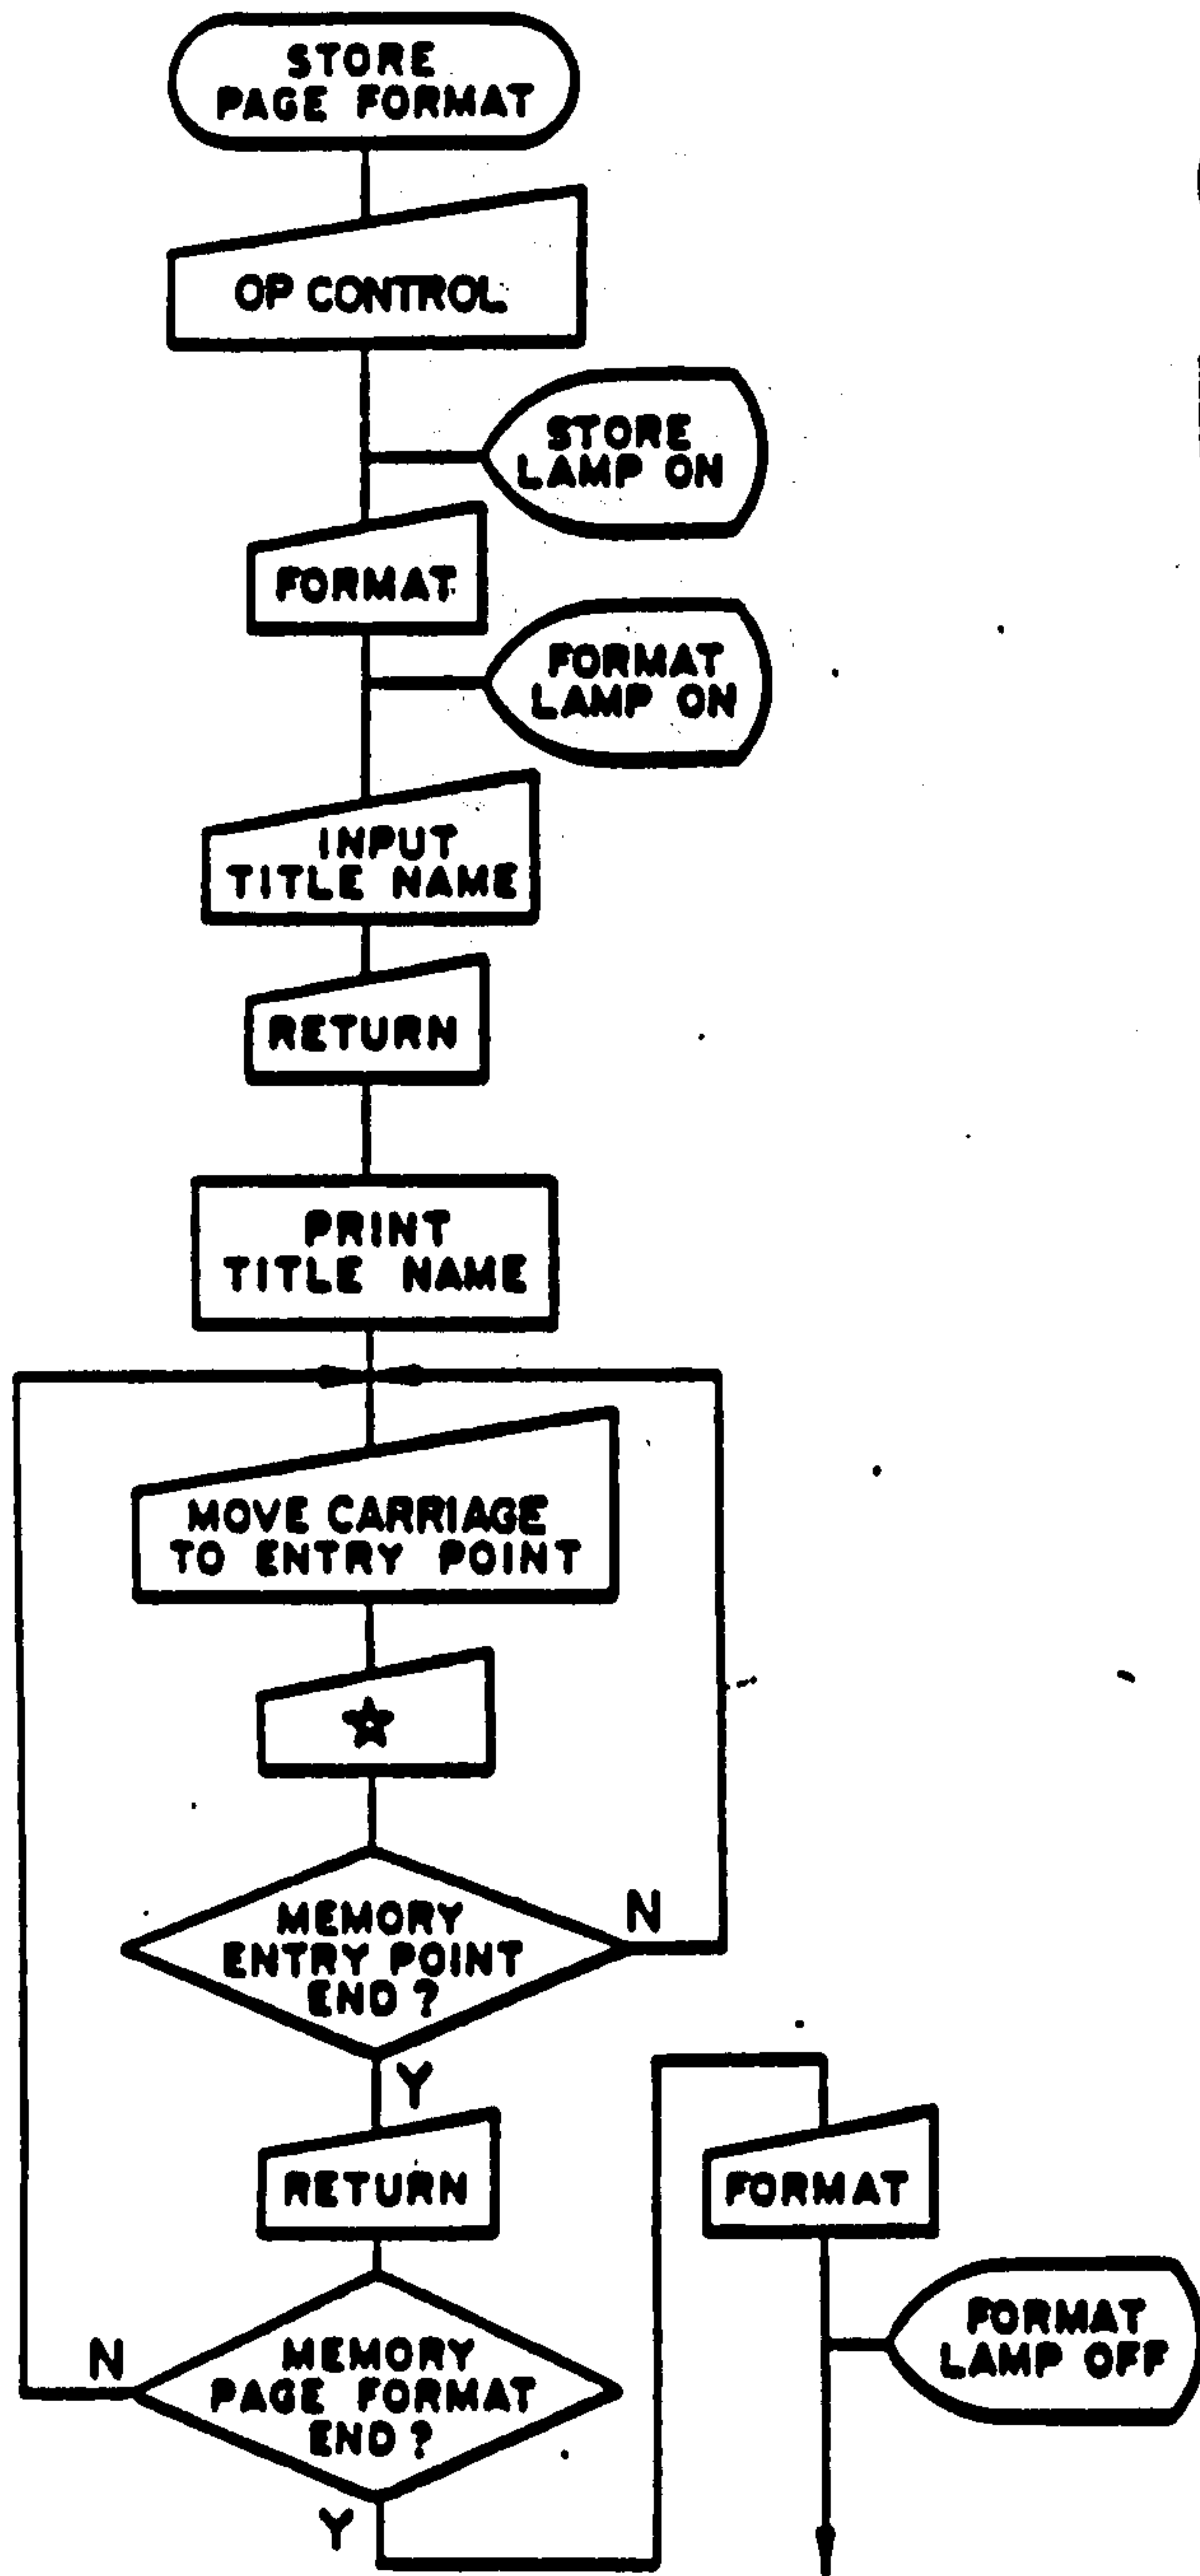 STORE
PAGE FORMAT
OP CONTROL
STORE
LAMP ON
FORMAT
FORMAT
LAMP ON
INPUT
TITLE NAME
RETURN
PRINT
TITLE NAME
MOVE CARRIAGE
TO ENTRY POINT
☆
MEMORY
ENTRY POINT
END ?
N
Y
RETURN
MEMORY
PAGE FORMAT
END ?
N
Y
FORMAT
FORMAT
LAMP OFF